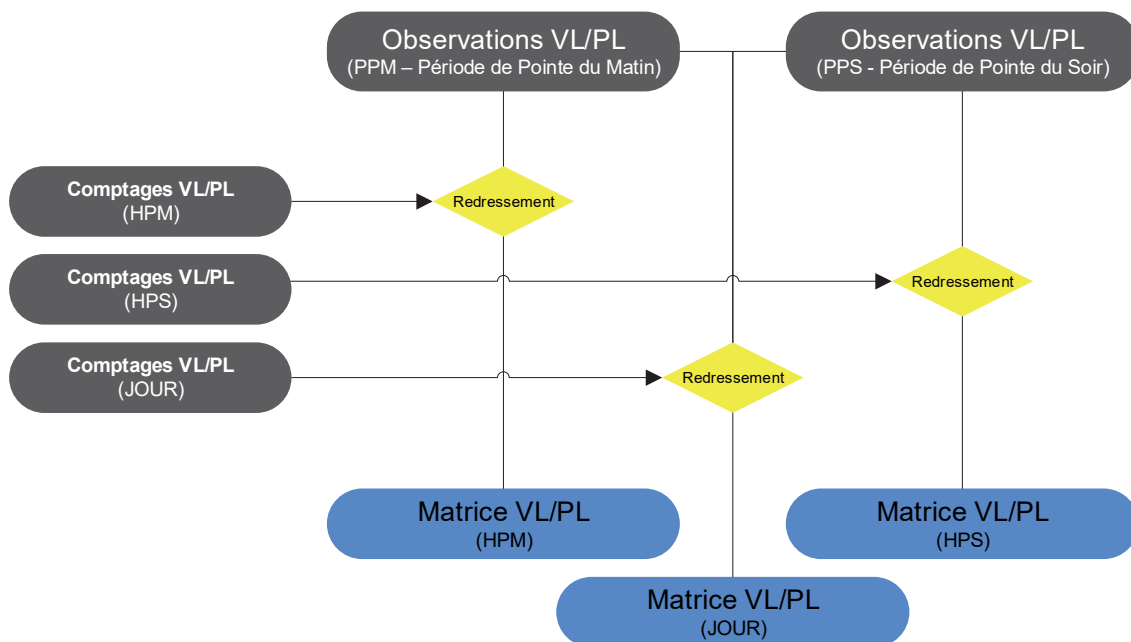 Observations VL/PL
(PPM – Période de Pointe du Matin)
Observations VL/PL
(PPS - Période de Pointe du Soir)
Comptages VL/PL
(HPM)
Redressement
Comptages VL/PL
(HPS)
Redressement
Comptages VL/PL
(JOUR)
Redressement
Matrice VL/PL
(HPM)
Matrice VL/PL
(HPS)
Matrice VL/PL
(JOUR)